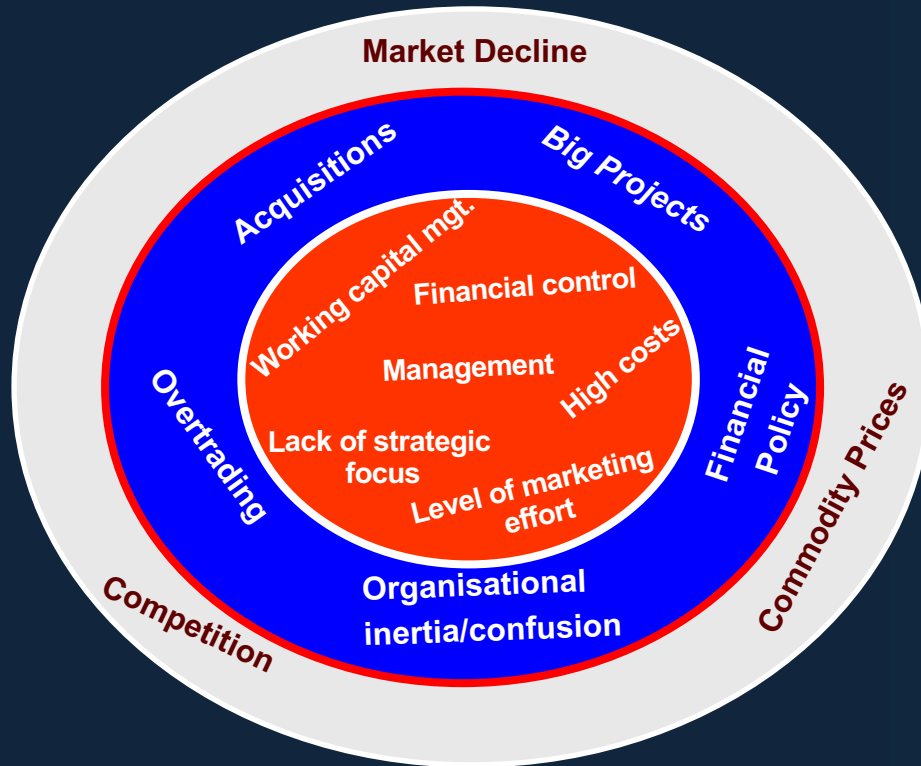 Market Decline
Acquisitions
Big Projects
Working capital mgt.
Financial control
Management
High costs
Lack of strategic
focus
Level of marketing
effort
Overtrading
Financial
Policy
Organisational
inertia/confusion
Competition
Commodity Prices